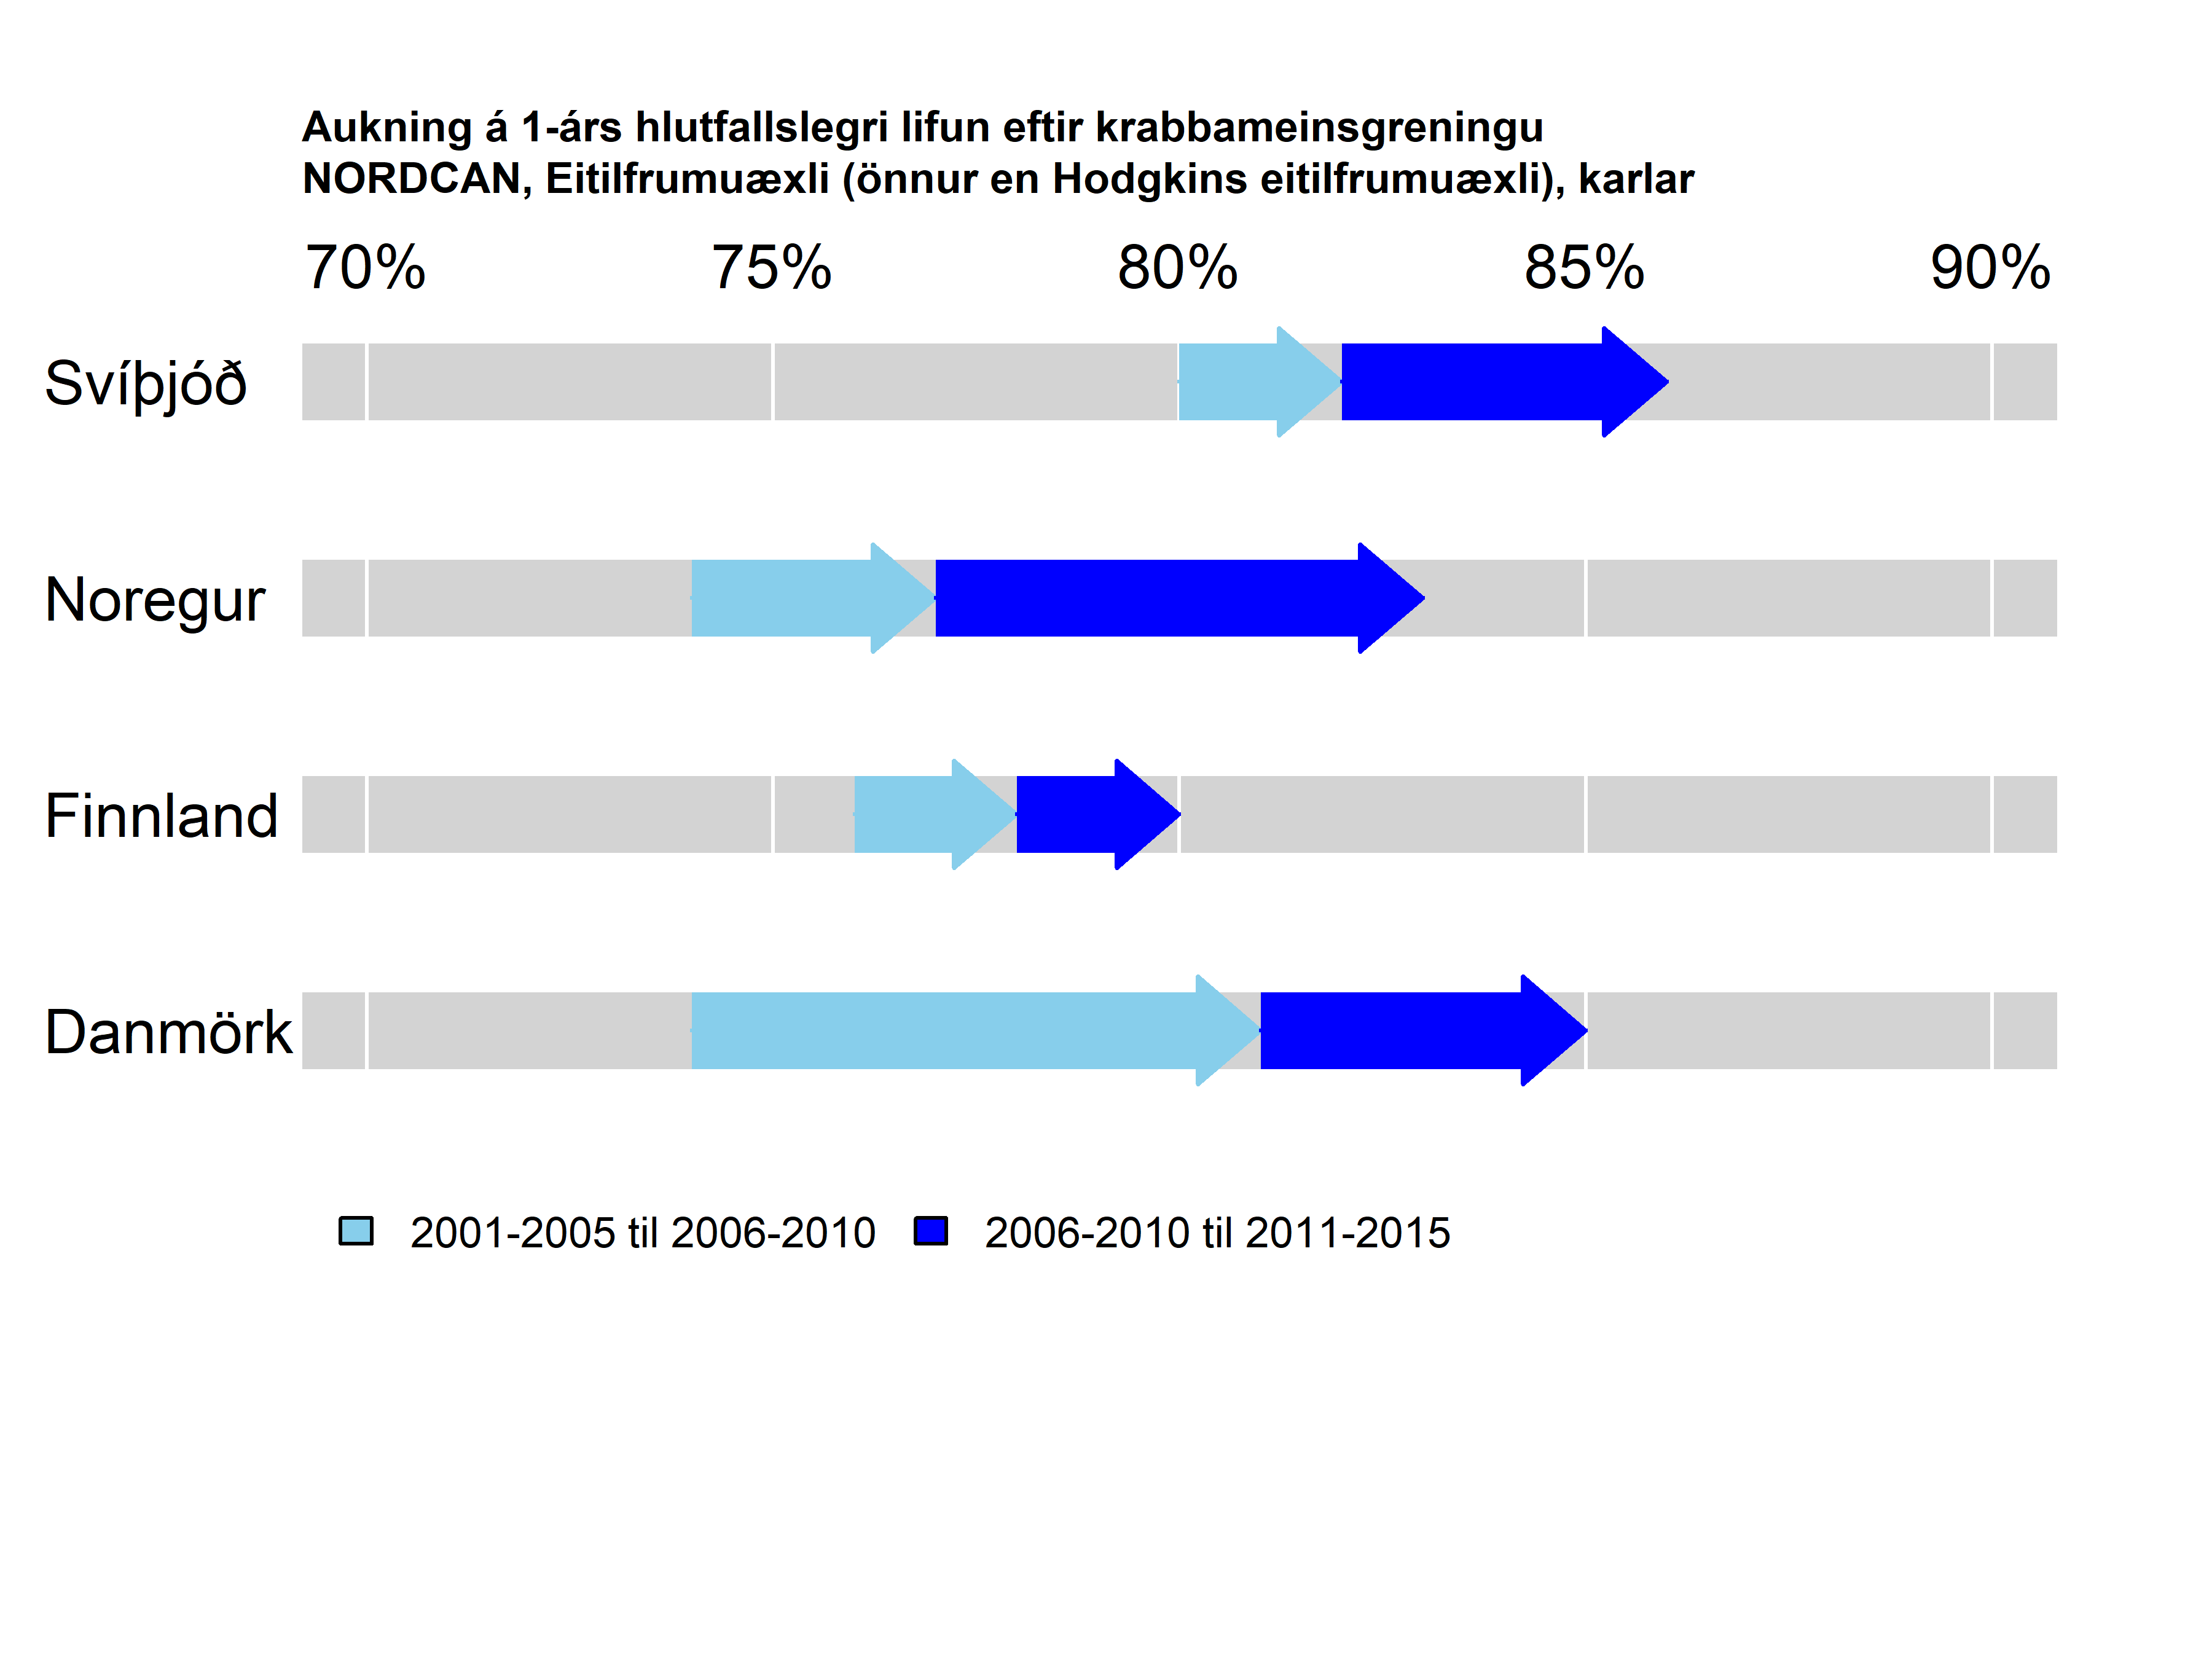 Aukning á 1-árs hlutfallslegri lifun eftir krabbameinsgreningu
NORDCAN, Eitilfrumuæxli (önnur en Hodgkins eitilfrumuæxli), karlar
70% 75% 80% 85% 90%
Svíþjóð
Noregur
Finnland
Danmörk
2001-2005 til 2006-2010 2006-2010 til 2011-2015